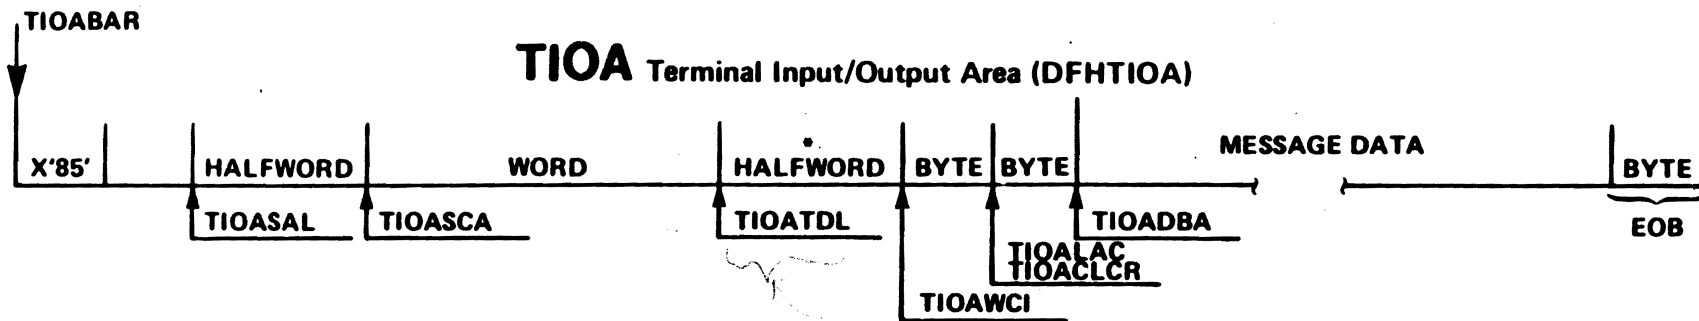 TIOABAR
TIOA Terminal Input/Output Area (DFHTIOA)
MESSAGE DATA
*
X'85' HALFWORD WORD HALFWORD BYTE BYTE BYTE
TIOASAL TIOASCA TIOATDL TIOADBA EOB
TIOALAC
TIOACLCR
TIOAWCI